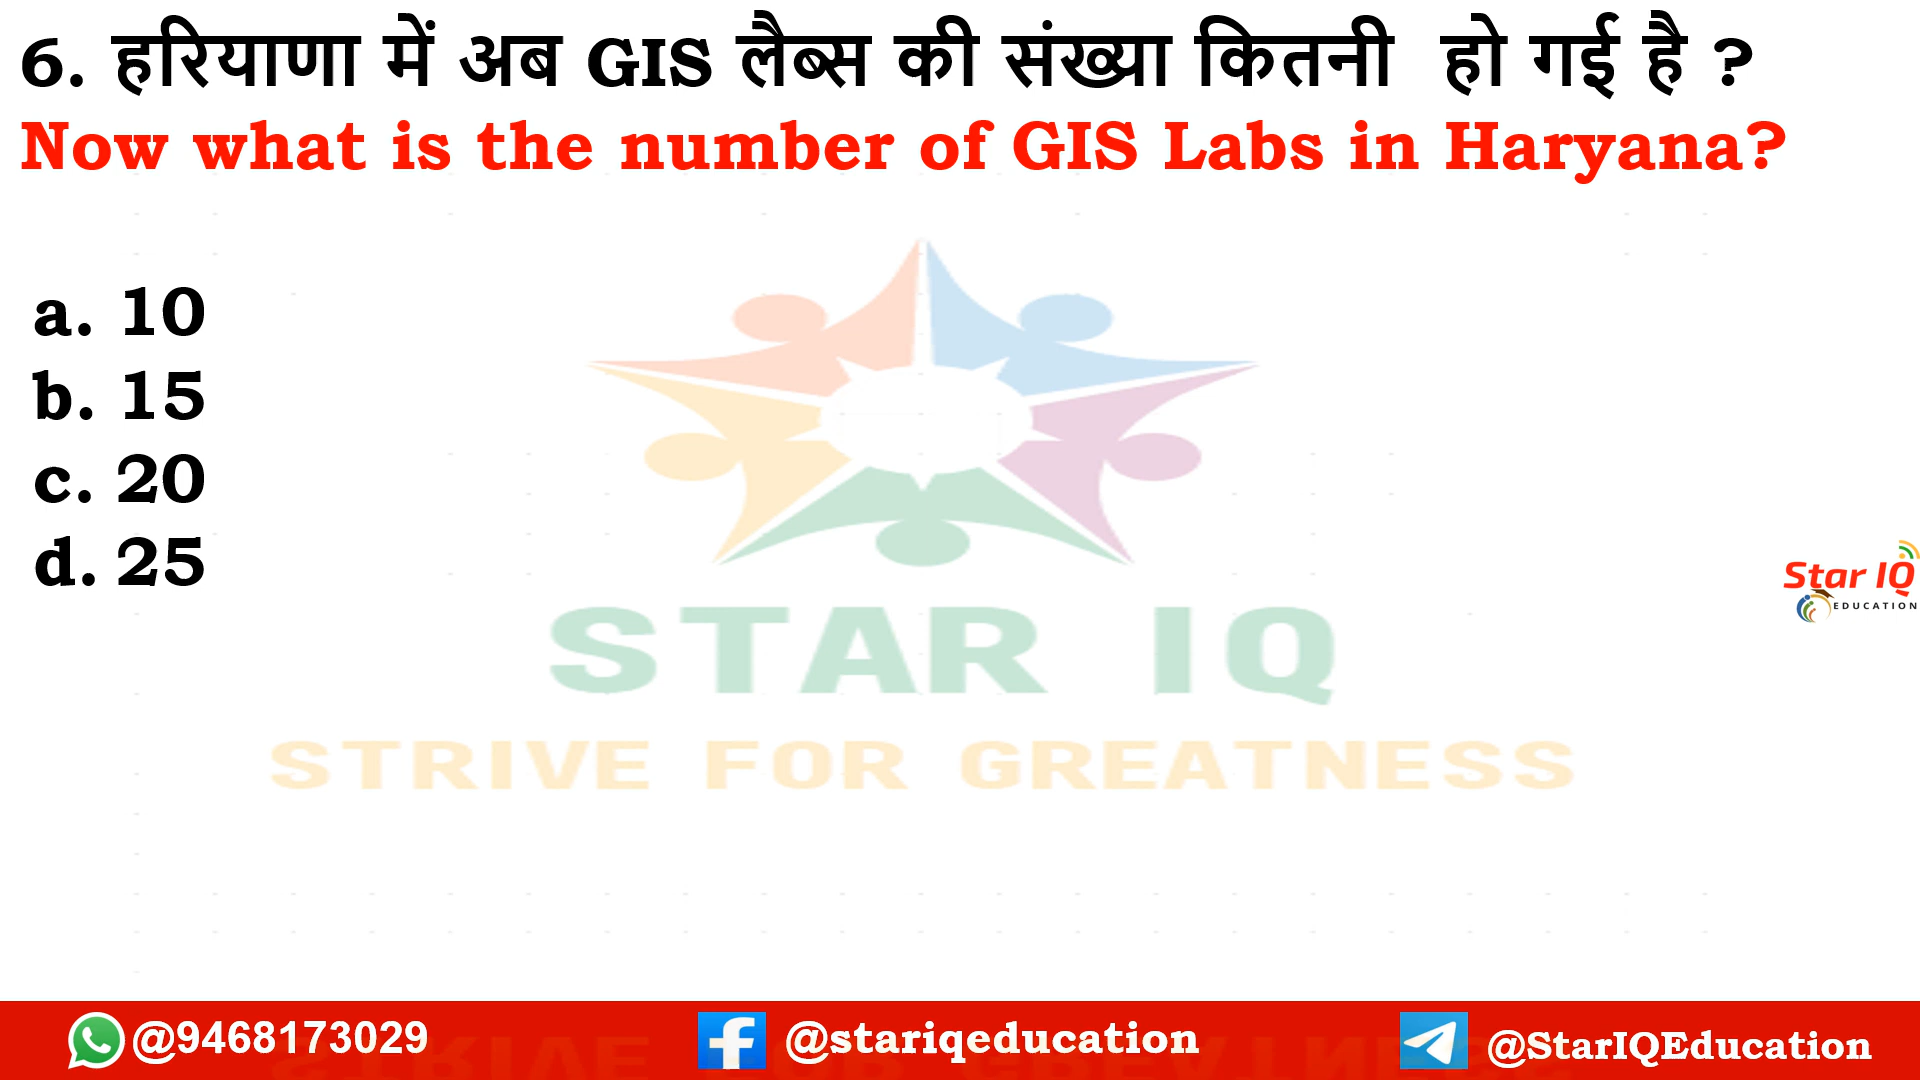 6. हरियाणा में अब GIS लैब्स की संख्या कितनी हो गई है ?
Now what is the number of GIS Labs in Haryana?
a. 10
b. 15
c. 20
d. 25
STAR IQ
STRIVE FOR GREATNESS
Star IQ
EDUCATION
@9468173029
@stariqeducation
@StarIQEducation